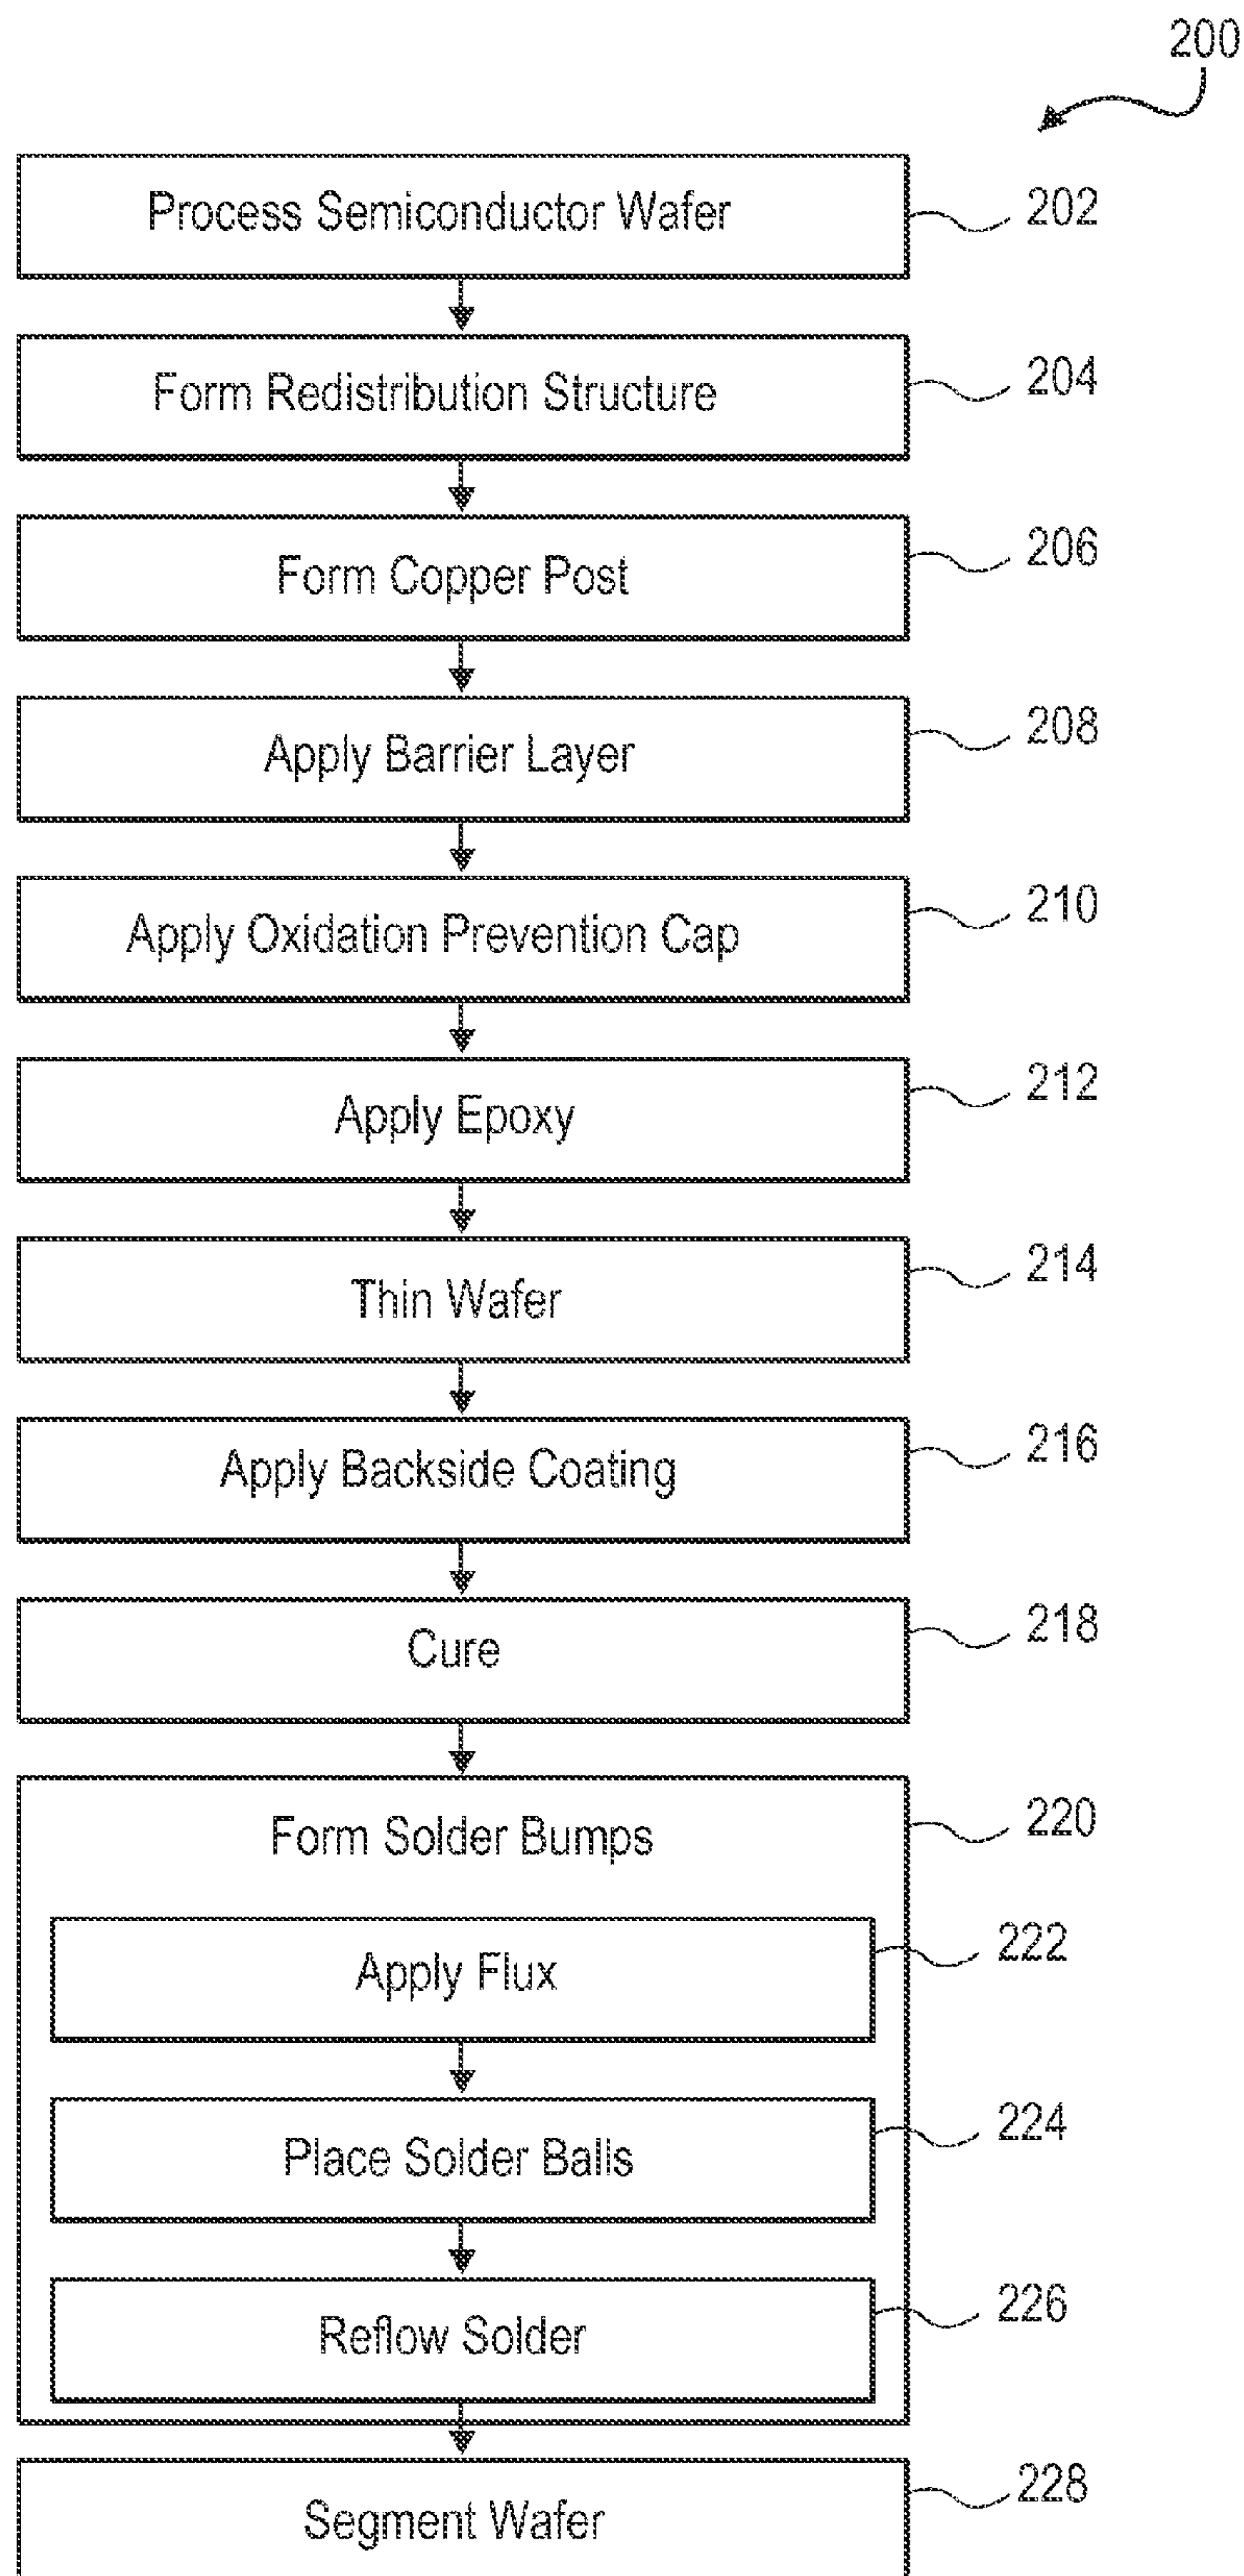 200
Process Semiconductor Wafer 202
Form Redistribution Structure 204
Form Copper Post 206
Apply Barrier Layer 208
Apply Oxidation Prevention Cap 210
Apply Epoxy 212
Thin Wafer 214
Apply Backside Coating 216
Cure 218
Form Solder Bumps 220
Apply Flux 222
Place Solder Balls 224
Reflow Solder 226
Segment Wafer 228